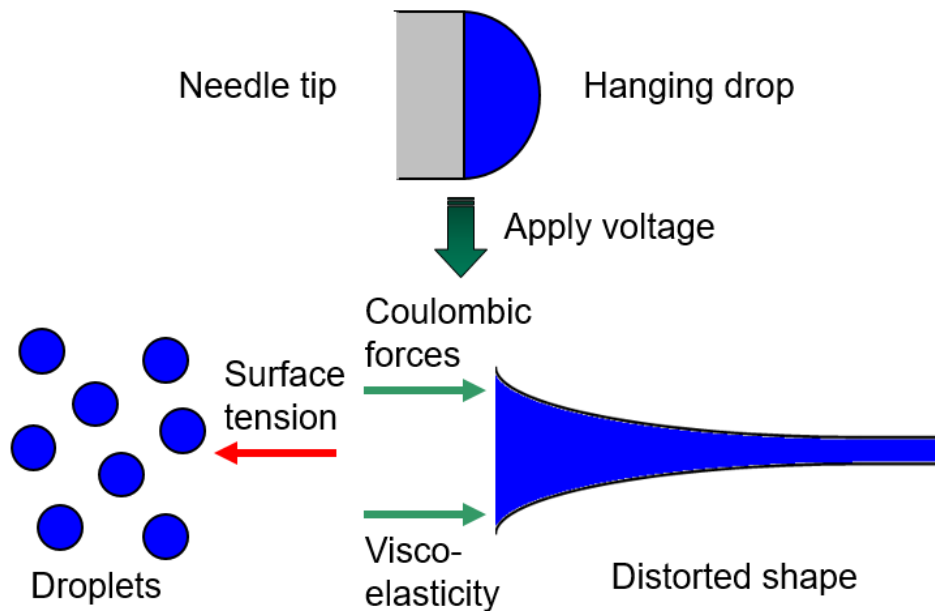 Needle tip
Hanging drop
Apply voltage
Coulombic
forces
Surface
tension
Visco-
elasticity
Droplets
Distorted shape